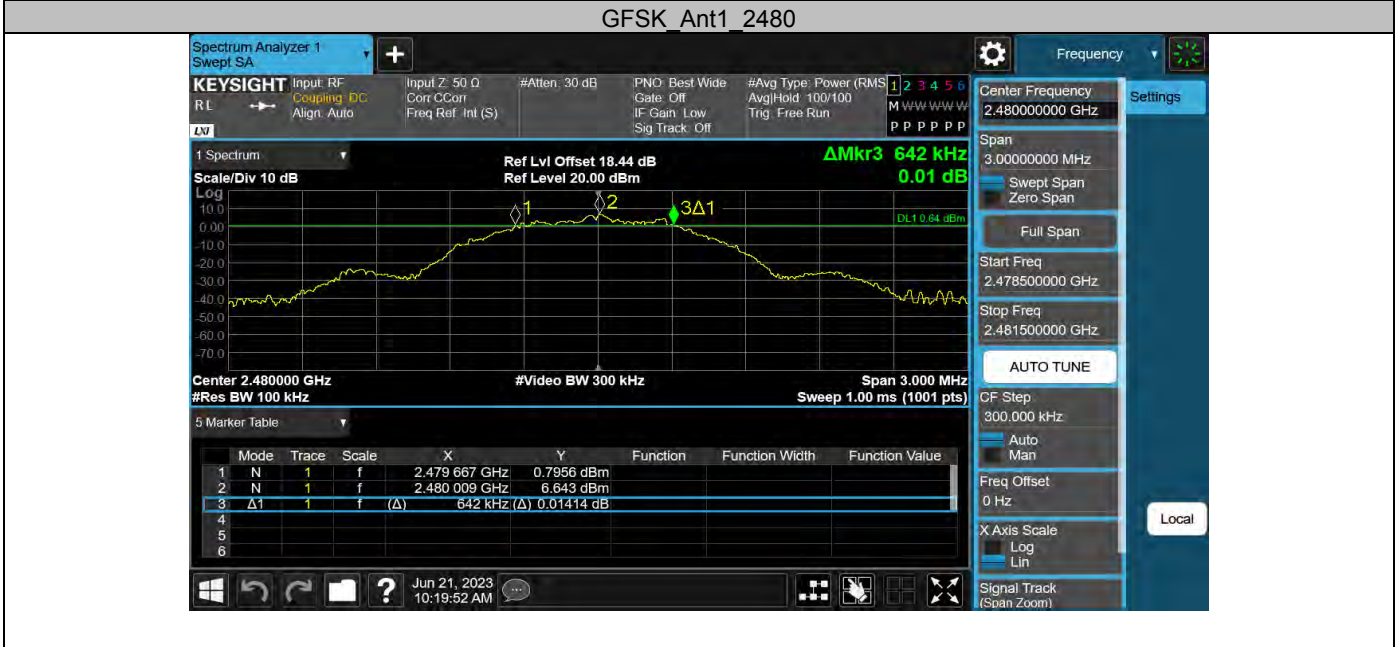 GFSK_Ant1_2480
Spectrum Analyzer 1
Swept SA
+
Frequency
KEYSIGHT
RL
LXI
Input: RF
Coupling: DC
Align: Auto
Input Z: 50 Ω
Corr CCorr
Freq Ref: Int (S)
#Atten: 30 dB
PNO: Best Wide
Gate: Off
IF Gain: Low
Sig Track: Off
#Avg Type: Power (RMS
Avg|Hold: 100/100
Trig: Free Run
1 2 3 4 5 6
M W W W W W
P P P P P P
1 Spectrum
Scale/Div 10 dB
Ref Lvl Offset 18.44 dB
Ref Level 20.00 dBm
ΔMkr3 642 kHz
0.01 dB
Log
10.0
0.00
-10.0
-20.0
-30.0
-40.0
-50.0
-60.0
-70.0
1
2
3Δ1
DL1 0.64 dBm
Center 2.480000 GHz
#Video BW 300 kHz
Span 3.000 MHz
#Res BW 100 kHz
Sweep 1.00 ms (1001 pts)
5 Marker Table
Mode Trace Scale X Y Function Function Width Function Value
1 N 1 f 2.479 667 GHz 0.7956 dBm
2 N 1 f 2.480 009 GHz 6.643 dBm
3 Δ1 1 f (Δ) 642 kHz (Δ) 0.01414 dB
4
5
6
?
Jun 21, 2023
10:19:52 AM
Center Frequency
2.480000000 GHz
Settings
Span
3.00000000 MHz
Swept Span
Zero Span
Full Span
Start Freq
2.478500000 GHz
Stop Freq
2.481500000 GHz
AUTO TUNE
CF Step
300.000 kHz
Auto
Man
Freq Offset
0 Hz
X Axis Scale
Log
Lin
Local
Signal Track
(Span Zoom)